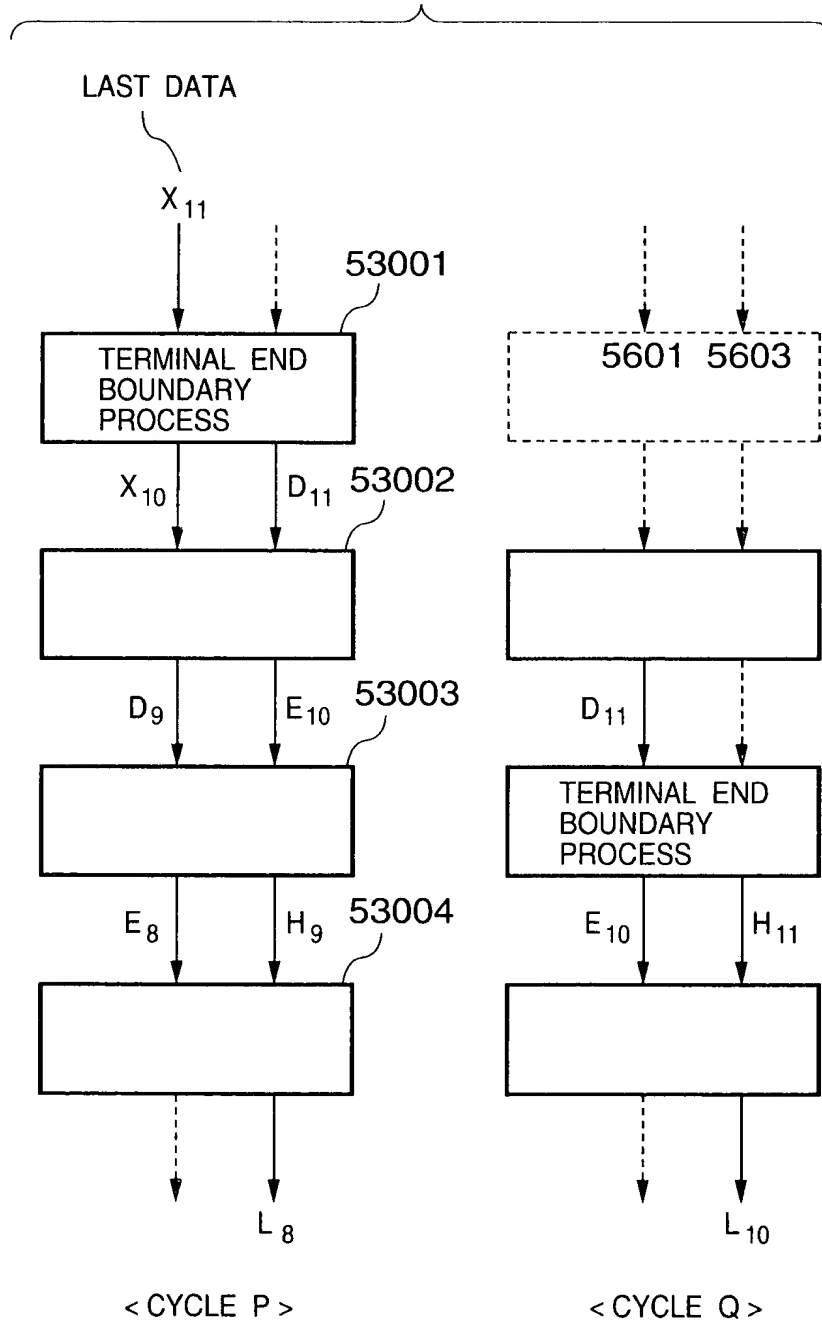 LAST DATA
X11
53001
TERMINAL END
BOUNDARY
PROCESS
5601 5603
X10 D11
53002
D9 E10
53003
D11
TERMINAL END
BOUNDARY
PROCESS
E8 H9
53004
E10 H11
L8
L10
< CYCLE P >
< CYCLE Q >